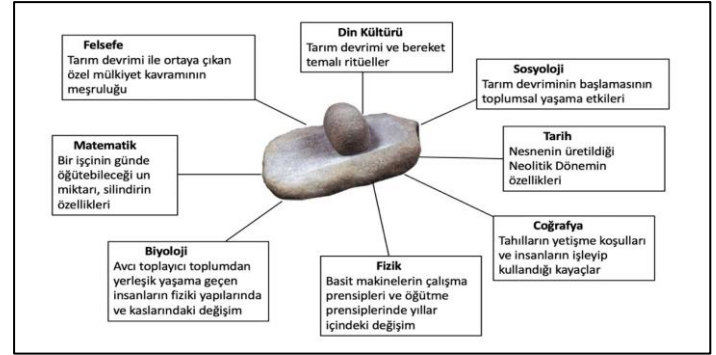 Felsefe
Tarım devrimi ile ortaya çıkan
özel mülkiyet kavramının
meşruluğu
Din Kültürü
Tarım devrimi ve bereket
temalı ritüeller
Sosyoloji
Tarım devriminin başlamasının
toplumsal yaşama etkileri
Matematik
Bir işçinin günde
öğütebileceği un
miktarı, silindirin
özellikleri
Tarih
Nesnenin üretildiği
Neolitik Dönemin
özellikleri
Biyoloji
Avcı toplayıcı toplumdan
yerleşik yaşama geçen
insanların fiziki yapılarında
ve kaslarındaki değişim
Fizik
Basit makinelerin çalışma
prensipleri ve öğütme
prensiplerinde yıllar
içindeki değişim
Coğrafya
Tahılların yetişme koşulları
ve insanların işleyip
kullandığı kayaçlar